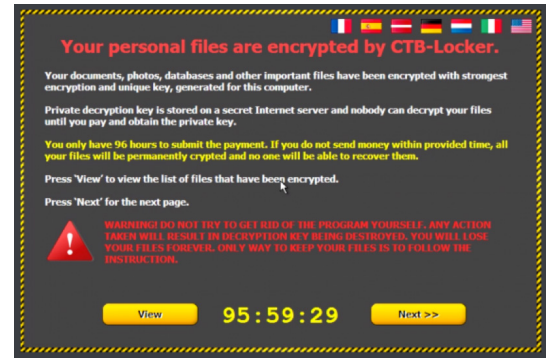 Your personal files are encrypted by CTB-Locker.
Your documents, photos, databases and other important files have been encrypted with strongest
encryption and unique key, generated for this computer.
Private decryption key is stored on a secret Internet server and nobody can decrypt your files
until you pay and obtain the private key.
You only have 96 hours to submit the payment. If you do not send money within provided time, all
your files will be permanently crypted and no one will be able to recover them.
Press 'View' to view the list of files that have been encrypted.
Press 'Next' for the next page.
WARNING! DO NOT TRY TO GET RID OF THE PROGRAM YOURSELF. ANY ACTION
TAKEN WILL RESULT IN DECRYPTION KEY BEING DESTROYED. YOU WILL LOSE
YOUR FILES FOREVER. ONLY WAY TO KEEP YOUR FILES IS TO FOLLOW THE
INSTRUCTION.
View
95:59:29
Next >>